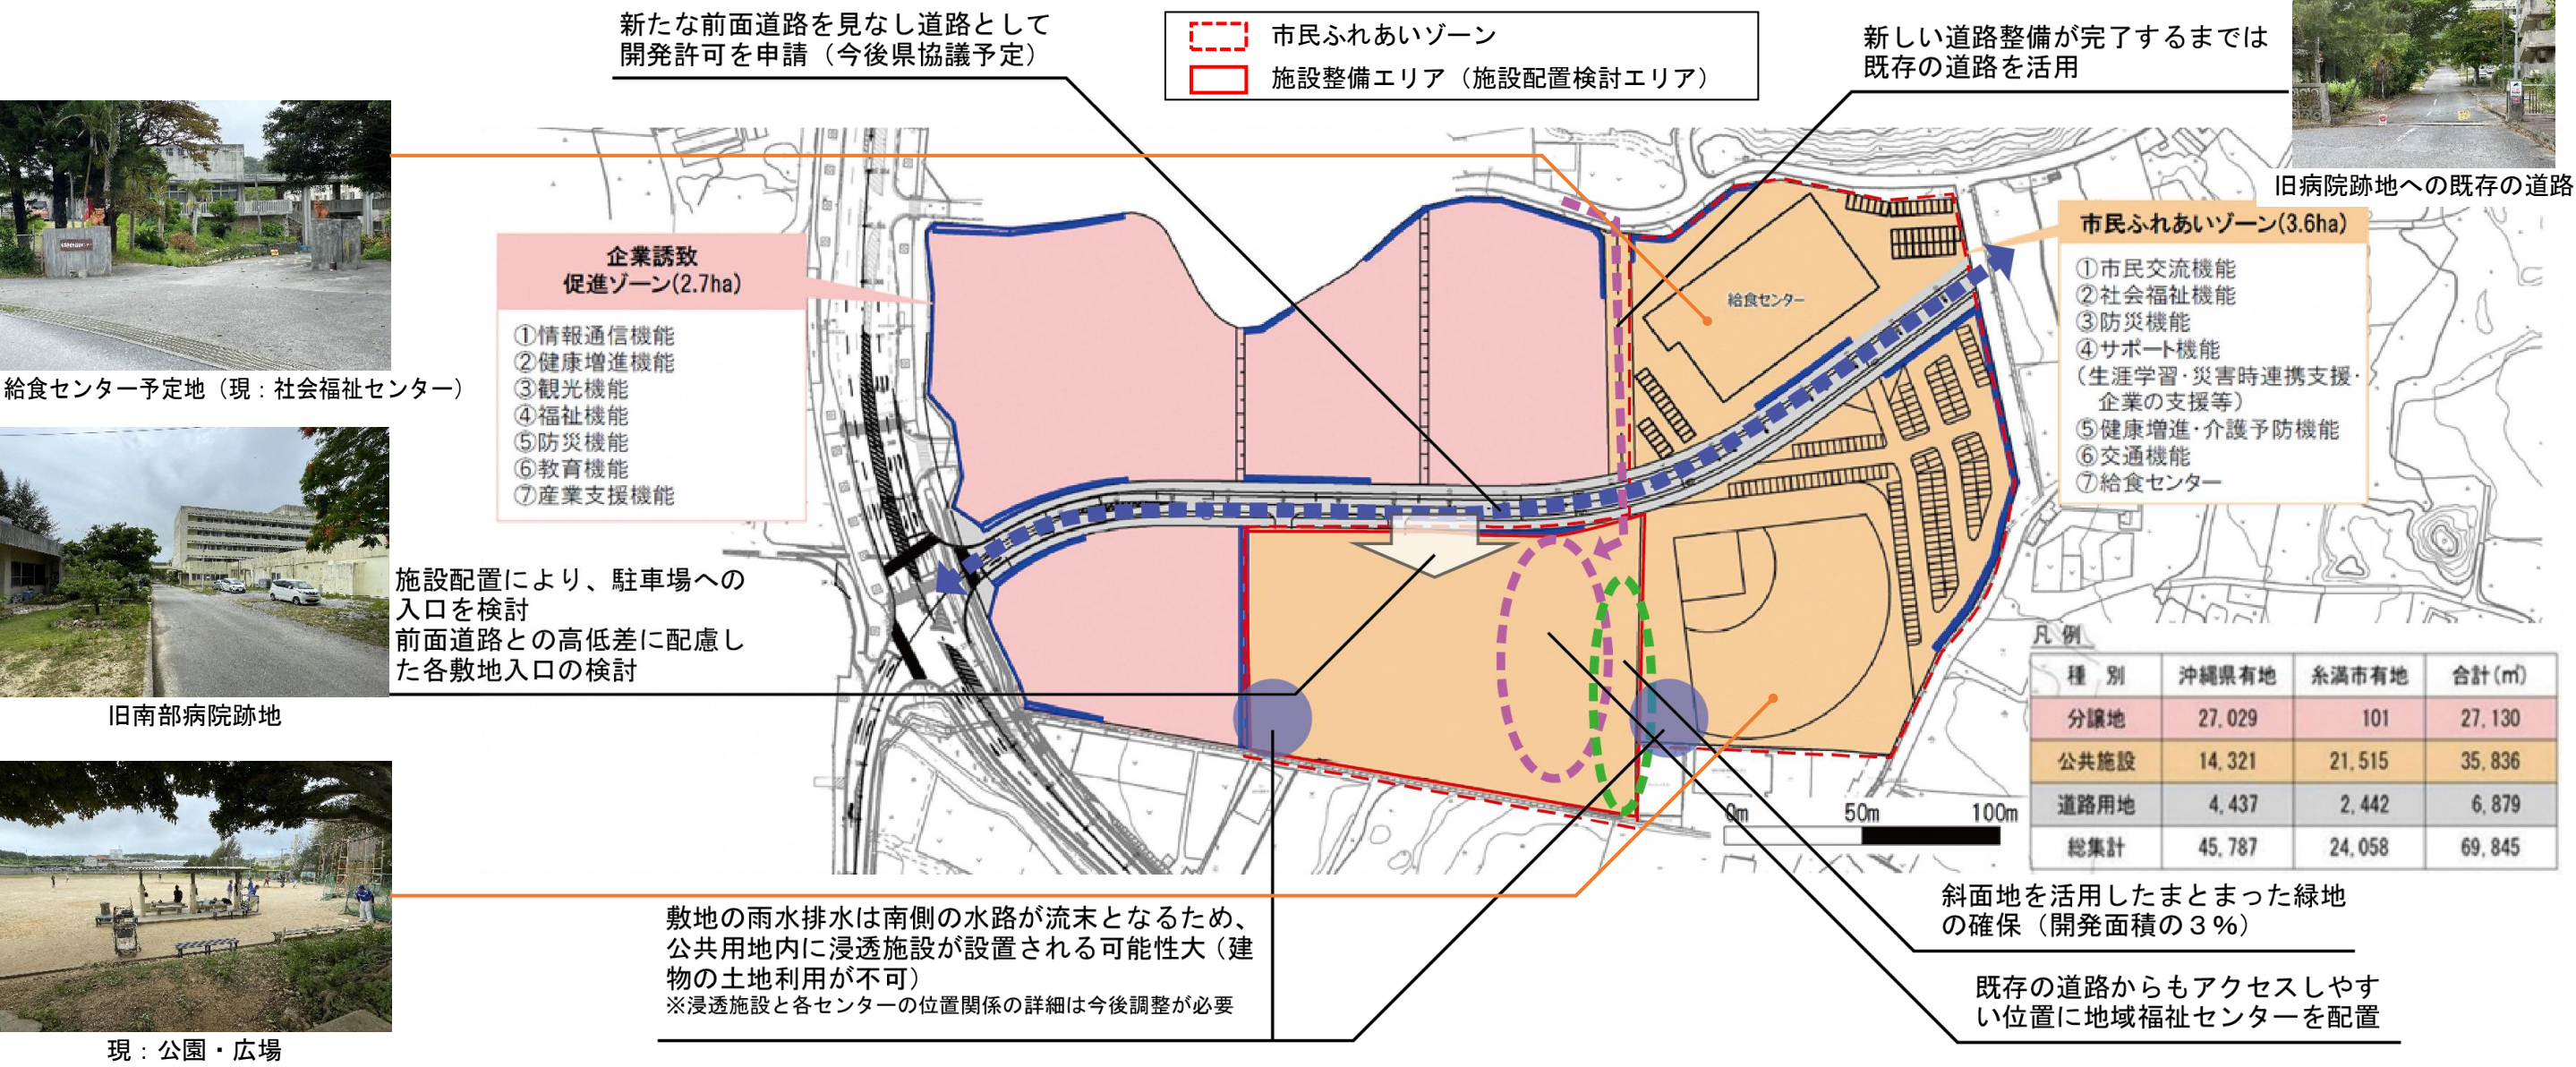 新たな前面道路を見なし道路として
開発許可を申請（今後県協議予定）
市民ふれあいゾーン
施設整備エリア（施設配置検討エリア）
新しい道路整備が完了するまでは
既存の道路を活用
旧病院跡地への既存の道路
給食センター予定地（現：社会福祉センター）
旧南部病院跡地
現：公園・広場
企業誘致
促進ゾーン(2.7ha)
①情報通信機能
②健康増進機能
③観光機能
④福祉機能
⑤防災機能
⑥教育機能
⑦産業支援機能
給食センター
市民ふれあいゾーン(3.6ha)
①市民交流機能
②社会福祉機能
③防災機能
④サポート機能
（生涯学習・災害時連携支援・
企業の支援等）
⑤健康増進・介護予防機能
⑥交通機能
⑦給食センター
施設配置により、駐車場への
入口を検討
前面道路との高低差に配慮し
た各敷地入口の検討
凡 例
種 別 沖縄県有地 糸満市有地 合計(㎡)
分譲地 27,029 101 27,130
公共施設 14,321 21,515 35,836
道路用地 4,437 2,442 6,879
総集計 45,787 24,058 69,845
0m 50m 100m
敷地の雨水排水は南側の水路が流末となるため、
公共用地内に浸透施設が設置される可能性大（建
物の土地利用が不可）
※浸透施設と各センターの位置関係の詳細は今後調整が必要
斜面地を活用したまとまった緑地
の確保（開発面積の３％）
既存の道路からもアクセスしやす
い位置に地域福祉センターを配置